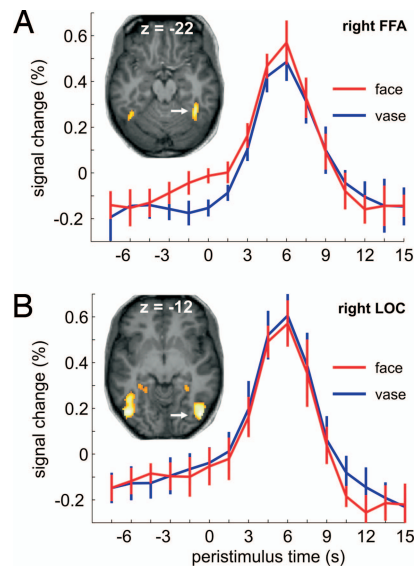 A
z = -22
right FFA
face
vase
signal change (%)
0.6
0.4
0.2
0
-0.2
-6 -3 0 3 6 9 12 15
B
z = -12
right LOC
face
vase
signal change (%)
0.6
0.4
0.2
0
-0.2
-6 -3 0 3 6 9 12 15
peristimulus time (s)